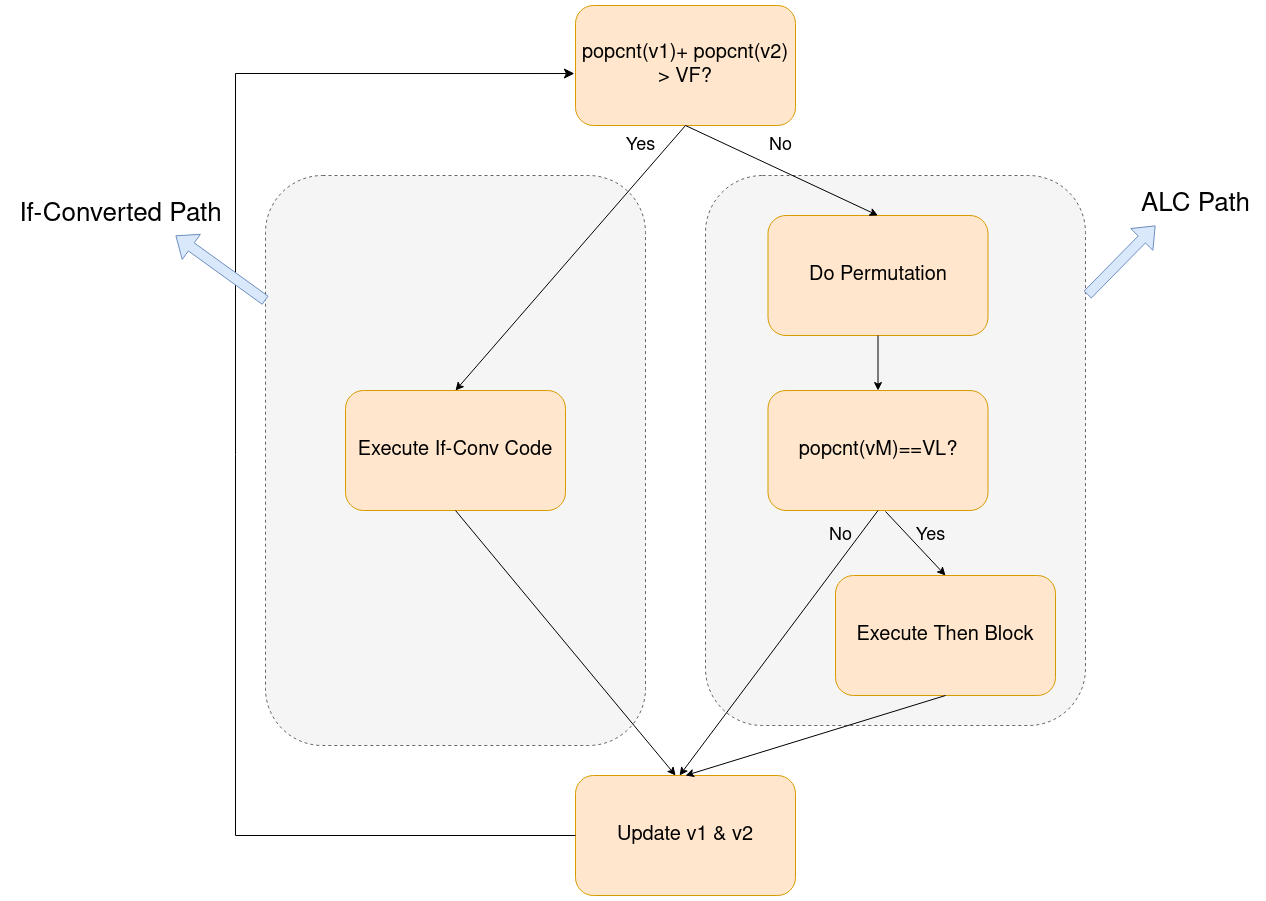 popcnt(v1)+ popcnt(v2)
> VF?
Yes
No
If-Converted Path
ALC Path
Do Permutation
Execute If-Conv Code
popcnt(vM)==VL?
No
Yes
Execute Then Block
Update v1 & v2